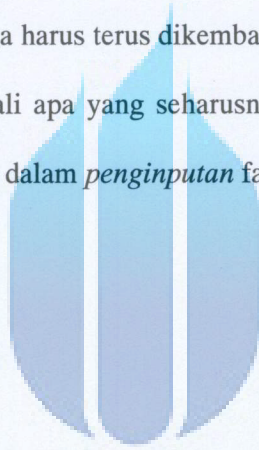 a harus terus dikemba
ali apa yang seharusn
dalam penginputan fa